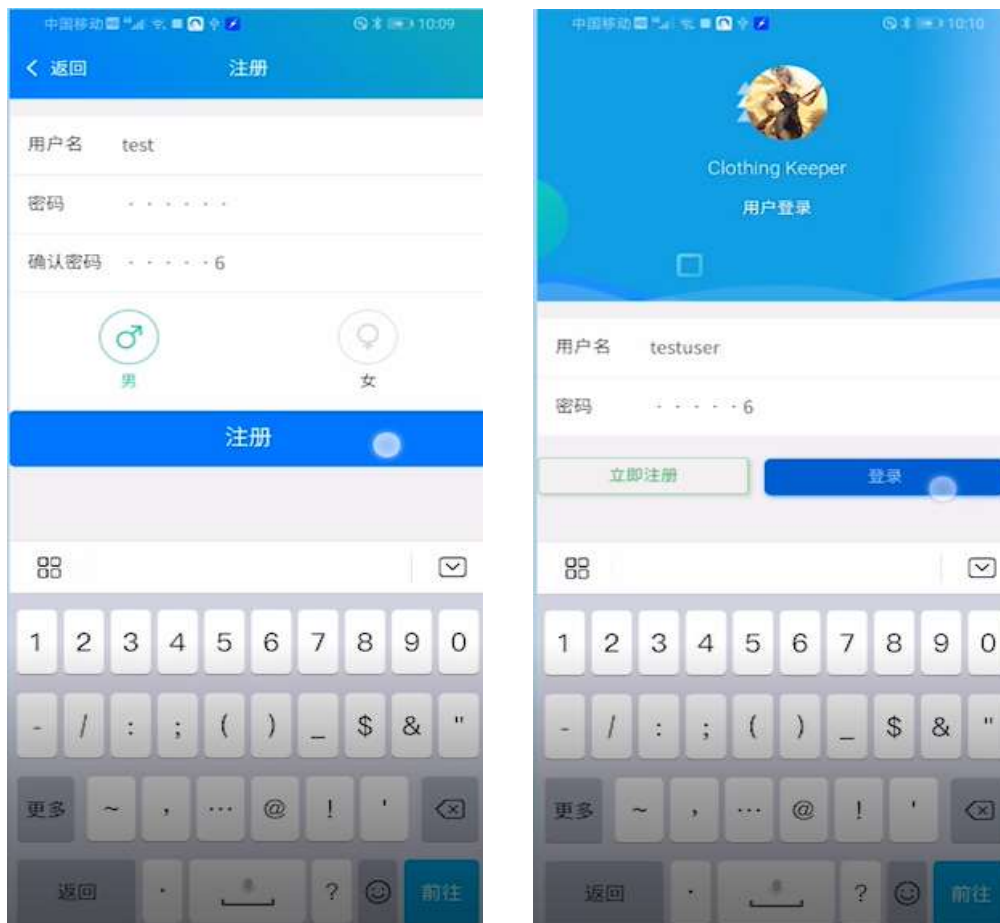 中国移动 10:09
返回 注册
用户名 test
密码 ······
确认密码 ·····6
男 女
注册
1 2 3 4 5 6 7 8 9 0
- / : ; ( ) _ $ & "
更多 ~ , … @ ! '
返回 · ? 前往
中国移动 10:10
Clothing Keeper
用户登录
用户名 testuser
密码 ·····6
立即注册 登录
1 2 3 4 5 6 7 8 9 0
- / : ; ( ) _ $ & "
更多 ~ , … @ ! '
返回 · ? 前往